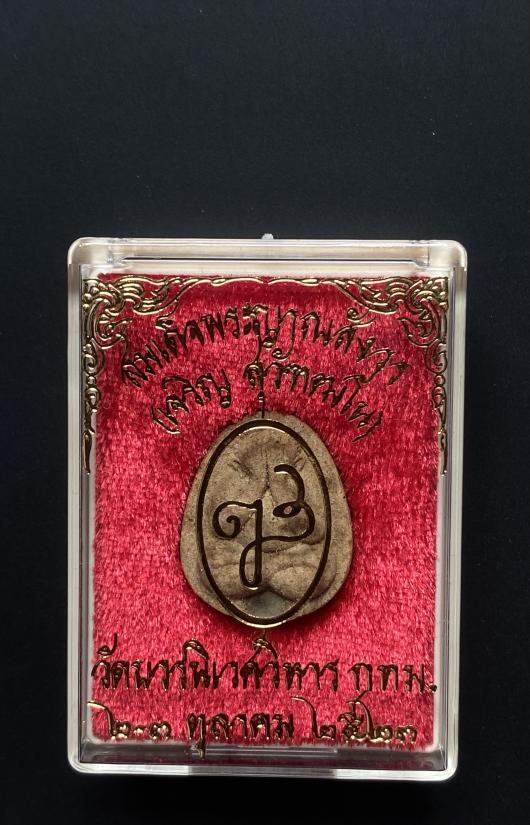 สมเด็จพระญาณสังวร
(เจริญ สุวฑฺฒโน)
วัดบวรนิเวศวิหาร กทม.
๒-๓ ตุลาคม ๒๕๒๓